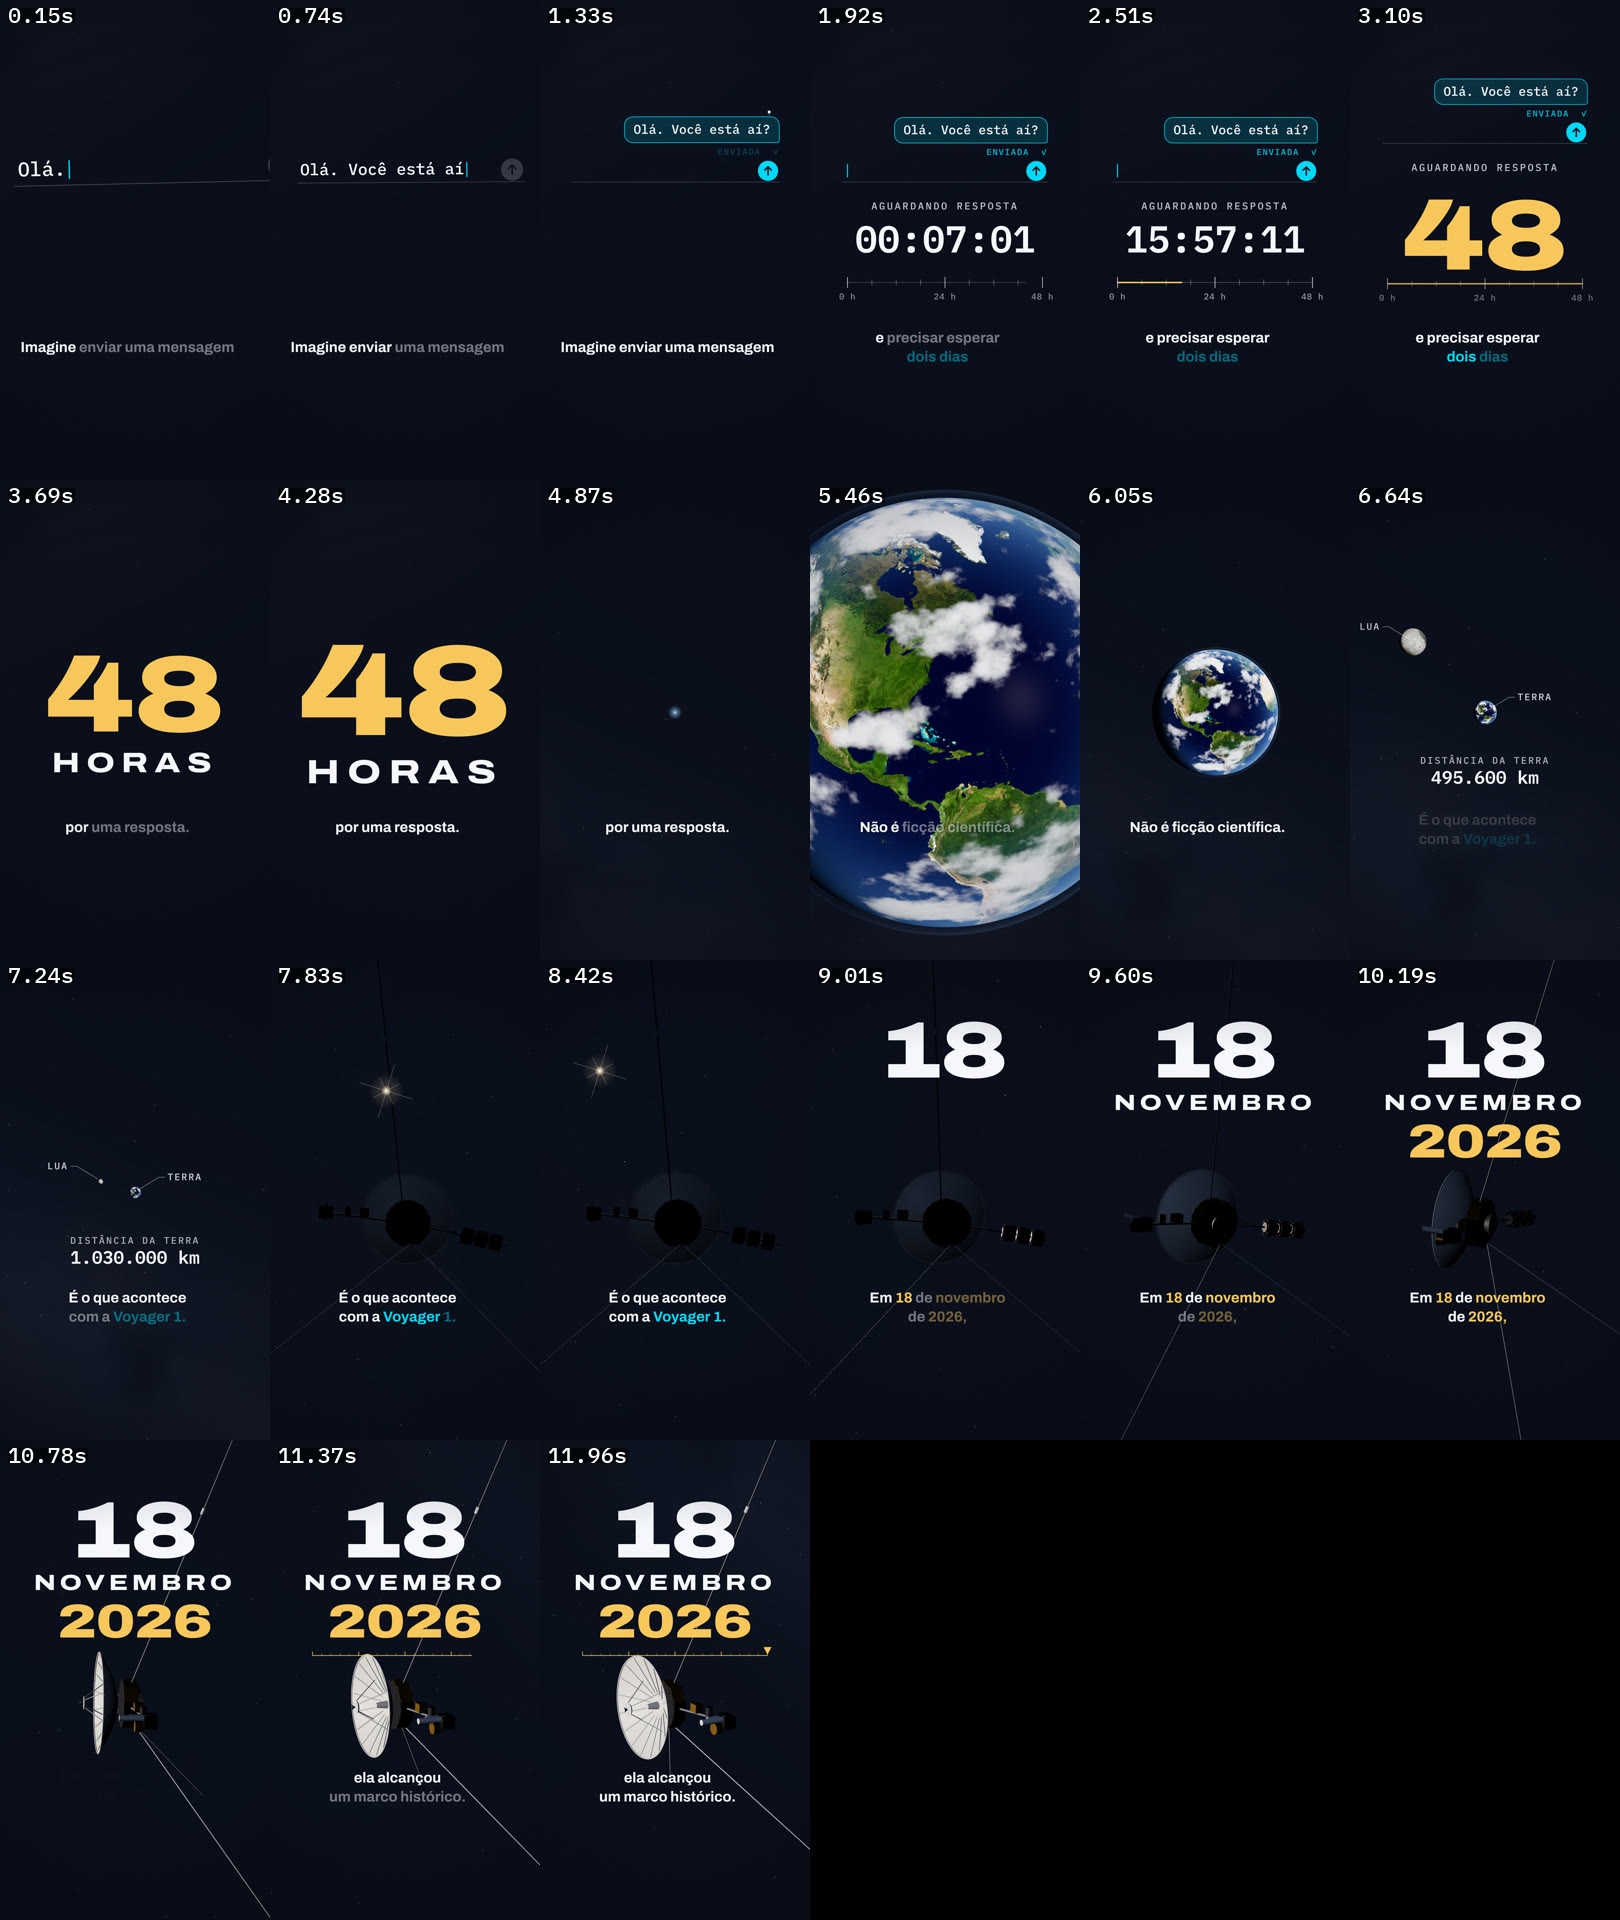 0.15s
Olá.
Imagine enviar uma mensagem
0.74s
Olá. Você está aí
Imagine enviar uma mensagem
1.33s
Olá. Você está aí?
ENVIADA ✓
Imagine enviar uma mensagem
1.92s
Olá. Você está aí?
ENVIADA ✓
AGUARDANDO RESPOSTA
00:07:01
0 h 24 h 48 h
e precisar esperar
dois dias
2.51s
Olá. Você está aí?
ENVIADA ✓
AGUARDANDO RESPOSTA
15:57:11
0 h 24 h 48 h
e precisar esperar
dois dias
3.10s
Olá. Você está aí?
ENVIADA ✓
AGUARDANDO RESPOSTA
48
0 h 24 h 48 h
e precisar esperar
dois dias
3.69s
48
HORAS
por uma resposta.
4.28s
48
HORAS
por uma resposta.
4.87s
por uma resposta.
5.46s
Não é ficção científica.
6.05s
Não é ficção científica.
6.64s
LUA
TERRA
DISTÂNCIA DA TERRA
495.600 km
É o que acontece
com a Voyager 1.
7.24s
LUA
TERRA
DISTÂNCIA DA TERRA
1.030.000 km
É o que acontece
com a Voyager 1.
7.83s
É o que acontece
com a Voyager 1.
8.42s
É o que acontece
com a Voyager 1.
9.01s
18
Em 18 de novembro
de 2026,
9.60s
18
NOVEMBRO
Em 18 de novembro
de 2026,
10.19s
18
NOVEMBRO
2026
Em 18 de novembro
de 2026,
10.78s
18
NOVEMBRO
2026
11.37s
18
NOVEMBRO
2026
ela alcançou
um marco histórico.
11.96s
18
NOVEMBRO
2026
ela alcançou
um marco histórico.